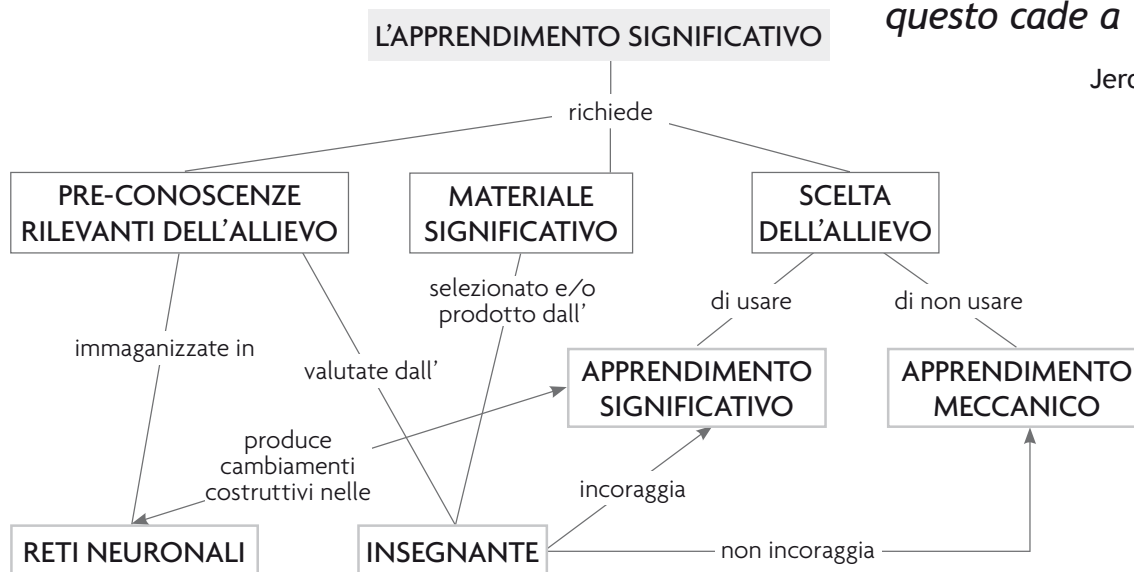 questo cade a
Jero
L'APPRENDIMENTO SIGNIFICATIVO
richiede
PRE-CONOSCENZE
RILEVANTI DELL'ALLIEVO
MATERIALE
SIGNIFICATIVO
SCELTA
DELL'ALLIEVO
selezionato e/o
prodotto dall'
di usare
di non usare
immaganizzate in
valutate dall'
APPRENDIMENTO
SIGNIFICATIVO
APPRENDIMENTO
MECCANICO
produce
cambiamenti
costruttivi nelle
incoraggia
RETI NEURONALI
INSEGNANTE
non incoraggia